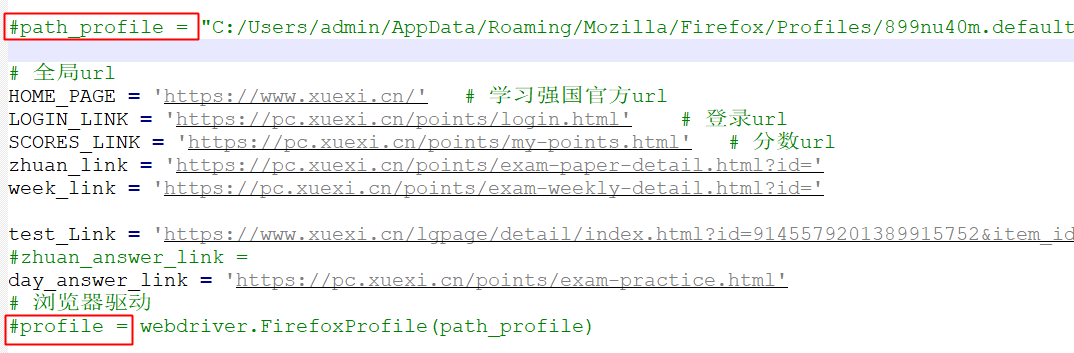 #path_profile = "C:/Users/admin/AppData/Roaming/Mozilla/Firefox/Profiles/899nu40m.default
# 全局url
HOME_PAGE = 'https://www.xuexi.cn/'   # 学习强国官方url
LOGIN_LINK = 'https://pc.xuexi.cn/points/login.html'    # 登录url
SCORES_LINK = 'https://pc.xuexi.cn/points/my-points.html'   # 分数url
zhuan_link = 'https://pc.xuexi.cn/points/exam-paper-detail.html?id='
week_link = 'https://pc.xuexi.cn/points/exam-weekly-detail.html?id='
test_Link = 'https://www.xuexi.cn/lgpage/detail/index.html?id=9145579201389915752&item_id
#zhuan_answer_link =
day_answer_link = 'https://pc.xuexi.cn/points/exam-practice.html'
# 浏览器驱动
#profile = webdriver.FirefoxProfile(path_profile)